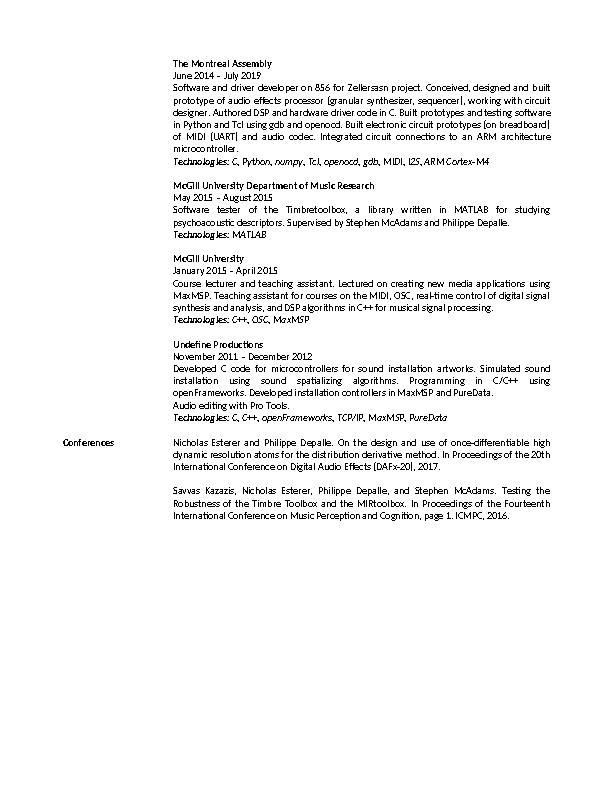 The Montreal Assembly
June 2014 – July 2019
Software and driver developer on 856 for Zellersasn project. Conceived, designed and built
prototype of audio effects processor (granular synthesizer, sequencer), working with circuit
designer. Authored DSP and hardware driver code in C. Built prototypes and testing software
in Python and Tcl using gdb and openocd. Built electronic circuit prototypes (on breadboard)
of MIDI (UART) and audio codec. Integrated circuit connections to an ARM architecture
microcontroller.
Technologies: C, Python, numpy, Tcl, openocd, gdb, MIDI, I2S, ARM Cortex-M4
McGill University Department of Music Research
May 2015 – August 2015
Software tester of the Timbretoolbox, a library written in MATLAB for studying
psychoacoustic descriptors. Supervised by Stephen McAdams and Philippe Depalle.
Technologies: MATLAB
McGill University
January 2015 – April 2015
Course lecturer and teaching assistant. Lectured on creating new media applications using
MaxMSP. Teaching assistant for courses on the MIDI, OSC, real-time control of digital signal
synthesis and analysis, and DSP algorithms in C++ for musical signal processing.
Technologies: C++, OSC, MaxMSP
Undefine Productions
November 2011 – December 2012
Developed C code for microcontrollers for sound installation artworks. Simulated sound
installation using sound spatializing algorithms. Programming in C/C++ using
openFrameworks. Developed installation controllers in MaxMSP and PureData.
Audio editing with Pro Tools.
Technologies: C, C++, openFrameworks, TCP/IP, MaxMSP, PureData
Conferences
Nicholas Esterer and Philippe Depalle. On the design and use of once-differentiable high
dynamic resolution atoms for the distribution derivative method. In Proceedings of the 20th
International Conference on Digital Audio Effects (DAFx-20), 2017.
Savvas Kazazis, Nicholas Esterer, Philippe Depalle, and Stephen McAdams. Testing the
Robustness of the Timbre Toolbox and the MIRtoolbox. In Proceedings of the Fourteenth
International Conference on Music Perception and Cognition, page 1. ICMPC, 2016.